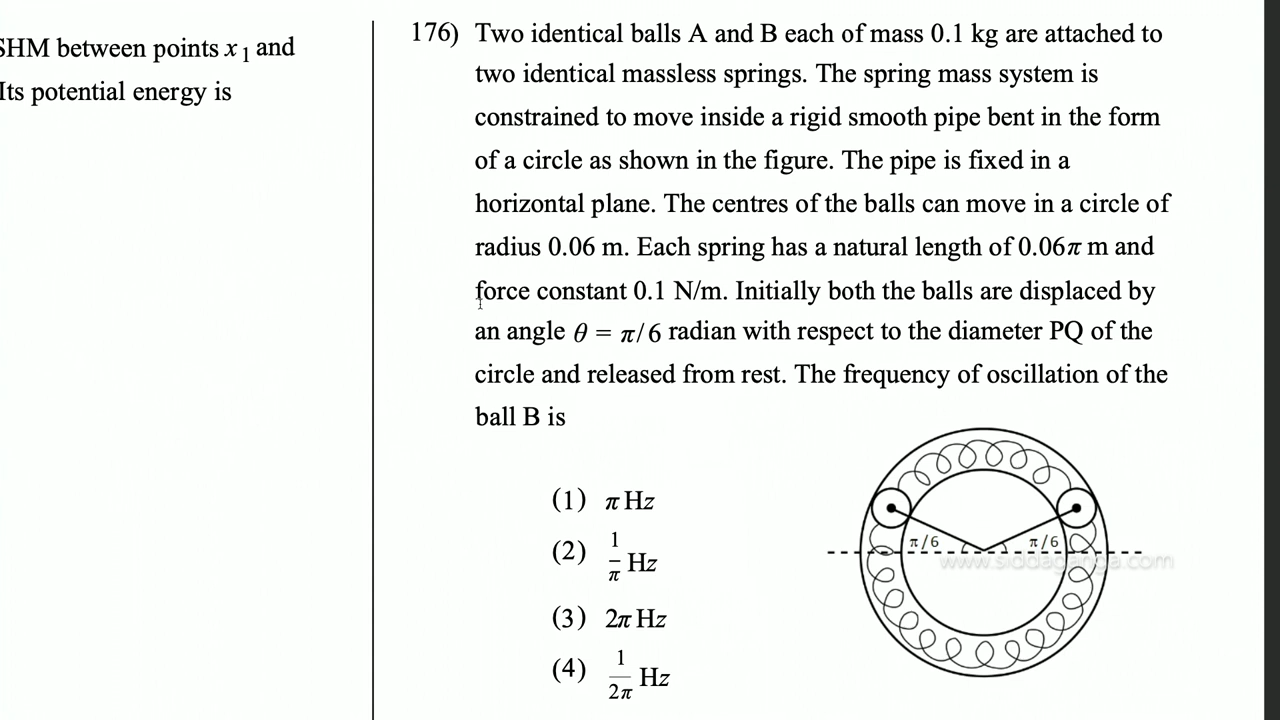 SHM between points x 1 and
Its potential energy is
176) Two identical balls A and B each of mass 0.1 kg are attached to
two identical massless springs. The spring mass system is
constrained to move inside a rigid smooth pipe bent in the form
of a circle as shown in the figure. The pipe is fixed in a
horizontal plane. The centres of the balls can move in a circle of
radius 0.06 m. Each spring has a natural length of 0.06π m and
force constant 0.1 N/m. Initially both the balls are displaced by
an angle θ = π/6 radian with respect to the diameter PQ of the
circle and released from rest. The frequency of oscillation of the
ball B is
(1) π Hz
(2) 1/π Hz
(3) 2π Hz
(4) 1/2π Hz
π/6 π/6
www.siddaganga.com